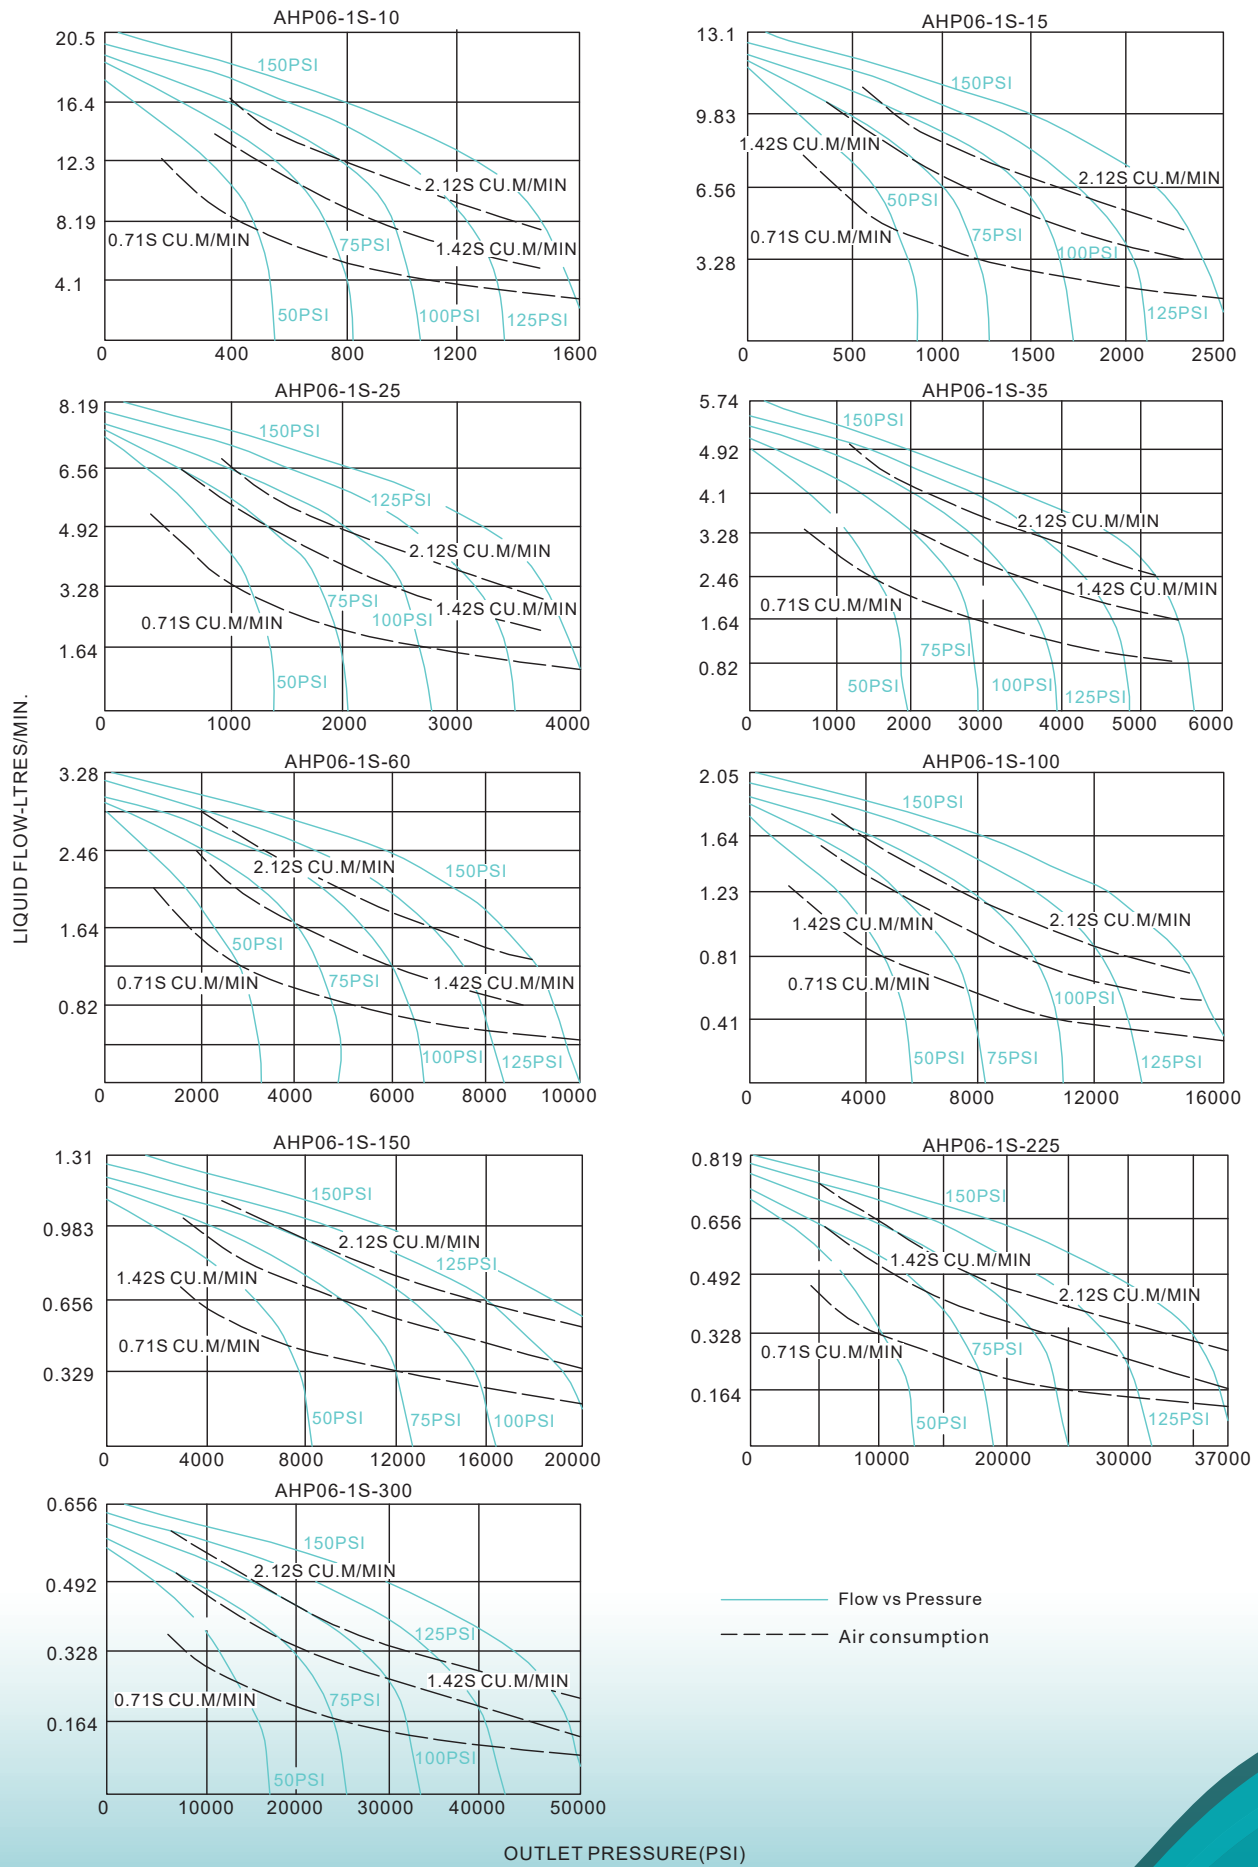 AHP06-1S-10
20.5
16.4
12.3
8.19
4.1
150PSI
2.12S CU.M/MIN
0.71S CU.M/MIN
75PSI
1.42S CU.M/MIN
50PSI
100PSI
125PSI
0 400 800 1200 1600
AHP06-1S-15
13.1
9.83
6.56
3.28
150PSI
1.42S CU.M/MIN
2.12S CU.M/MIN
50PSI
0.71S CU.M/MIN
75PSI
100PSI
125PSI
0 500 1000 1500 2000 2500
AHP06-1S-25
8.19
6.56
4.92
3.28
1.64
150PSI
125PSI
2.12S CU.M/MIN
75PSI
1.42S CU.M/MIN
0.71S CU.M/MIN
100PSI
50PSI
0 1000 2000 3000 4000
AHP06-1S-35
5.74
4.92
4.1
3.28
2.46
1.64
0.82
150PSI
2.12S CU.M/MIN
1.42S CU.M/MIN
0.71S CU.M/MIN
75PSI
50PSI
100PSI
125PSI
0 1000 2000 3000 4000 5000 6000
LIQUID FLOW-LTRES/MIN.
AHP06-1S-60
3.28
2.46
1.64
0.82
2.12S CU.M/MIN
150PSI
50PSI
0.71S CU.M/MIN
75PSI
1.42S CU.M/MIN
100PSI
125PSI
0 2000 4000 6000 8000 10000
AHP06-1S-100
2.05
1.64
1.23
0.81
0.41
150PSI
1.42S CU.M/MIN
2.12S CU.M/MIN
0.71S CU.M/MIN
100PSI
50PSI
75PSI
125PSI
0 4000 8000 12000 16000
AHP06-1S-150
1.31
0.983
0.656
0.329
150PSI
2.12S CU.M/MIN
125PSI
1.42S CU.M/MIN
0.71S CU.M/MIN
50PSI
75PSI
100PSI
0 4000 8000 12000 16000 20000
AHP06-1S-225
0.819
0.656
0.492
0.328
0.164
150PSI
1.42S CU.M/MIN
2.12S CU.M/MIN
0.71S CU.M/MIN
75PSI
50PSI
125PSI
0 10000 20000 30000 37000
AHP06-1S-300
0.656
0.492
0.328
0.164
150PSI
2.12S CU.M/MIN
125PSI
1.42S CU.M/MIN
0.71S CU.M/MIN
75PSI
100PSI
50PSI
0 10000 20000 30000 40000 50000
Flow vs Pressure
Air consumption
OUTLET PRESSURE(PSI)